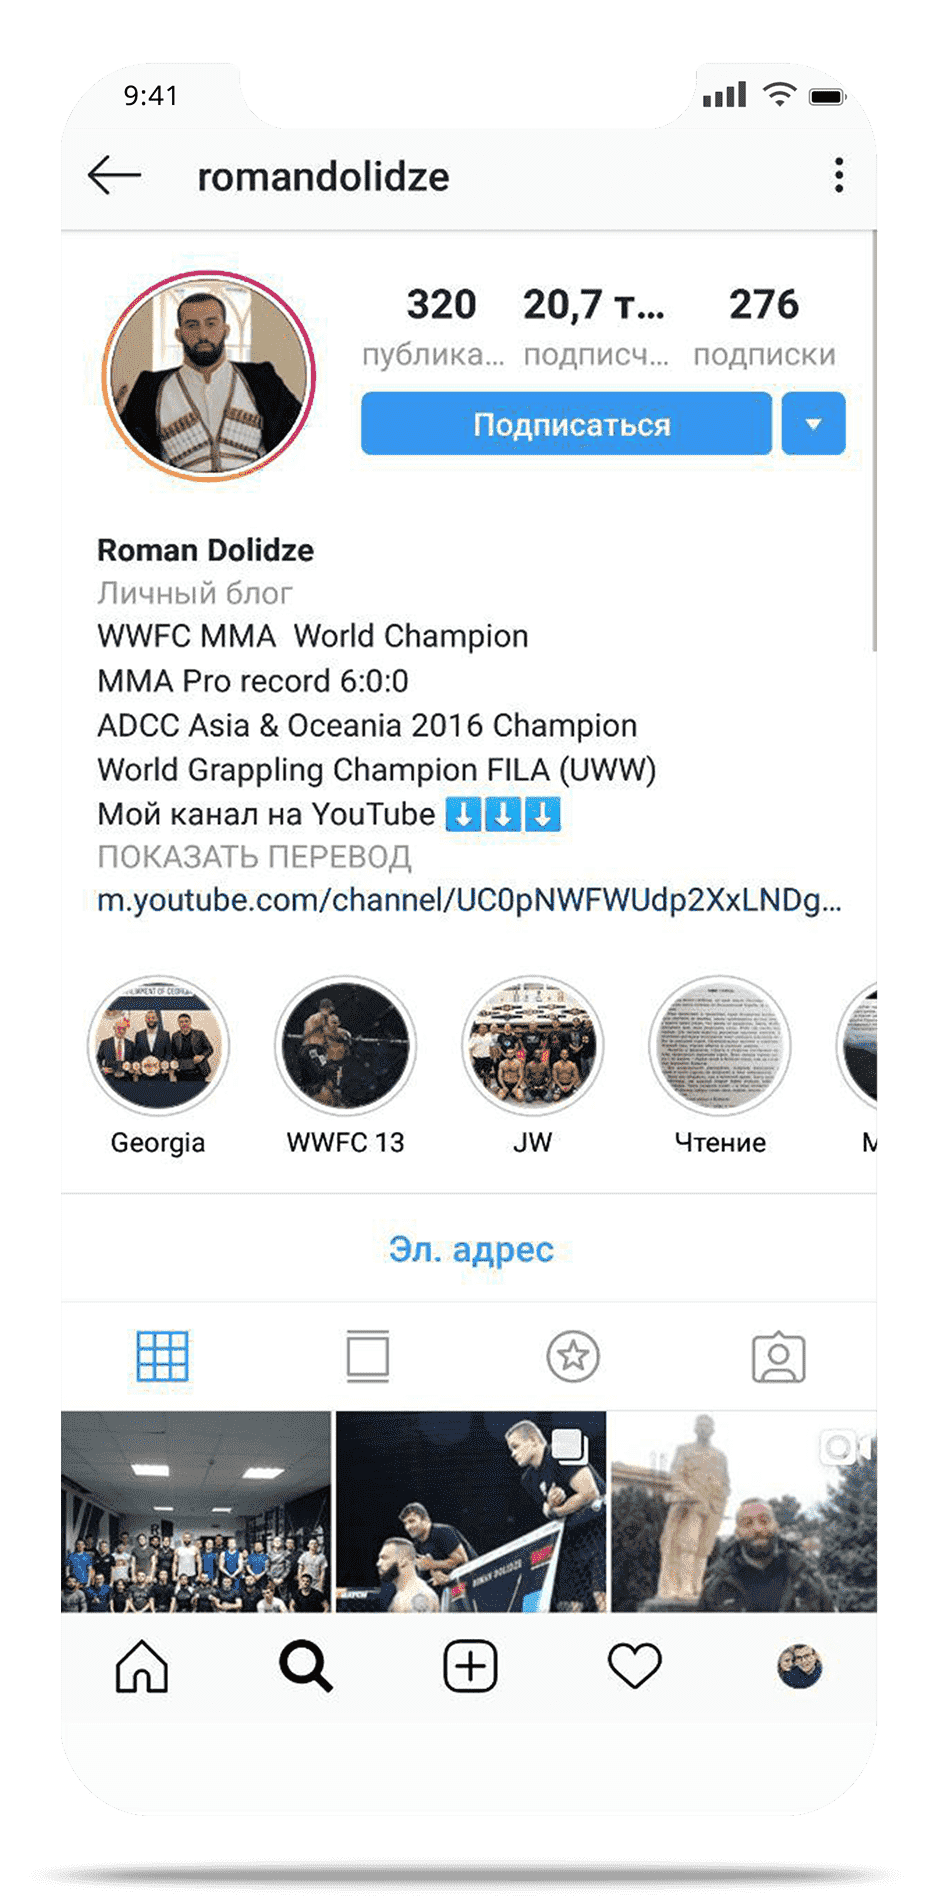 9:41
romandolidze
320 20,7 т... 276
публика... подписч... подписки
Подписаться
Roman Dolidze
Личный блог
WWFC MMA World Champion
MMA Pro record 6:0:0
ADCC Asia & Oceania 2016 Champion
World Grappling Champion FILA (UWW)
Мой канал на YouTube ⬇️⬇️⬇️
ПОКАЗАТЬ ПЕРЕВОД
m.youtube.com/channel/UC0pNWFWUdp2XxLNDg...
Georgia WWFC 13 JW Чтение
Эл. адрес
ROMAN DOLIDZE